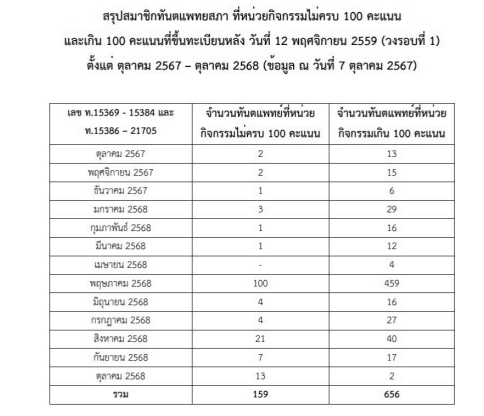 สรุปสมาชิกทันตแพทยสภา ที่หน่วยกิจกรรมไม่ครบ 100 คะแนน
และเกิน 100 คะแนนที่ขึ้นทะเบียนหลัง วันที่ 12 พฤศจิกายน 2559 (วงรอบที่ 1)
ตั้งแต่ ตุลาคม 2567 – ตุลาคม 2568 (ข้อมูล ณ วันที่ 7 ตุลาคม 2567)
เลข ท.15369 - 15384 และ ท.15386 – 21705 จำนวนทันตแพทย์ที่หน่วยกิจกรรมไม่ครบ 100 คะแนน จำนวนทันตแพทย์ที่หน่วยกิจกรรมเกิน 100 คะแนน
ตุลาคม 2567 2 13
พฤศจิกายน 2567 2 15
ธันวาคม 2567 1 6
มกราคม 2568 3 29
กุมภาพันธ์ 2568 1 16
มีนาคม 2568 1 12
เมษายน 2568 - 4
พฤษภาคม 2568 100 459
มิถุนายน 2568 4 16
กรกฎาคม 2568 4 27
สิงหาคม 2568 21 40
กันยายน 2568 7 17
ตุลาคม 2568 13 2
รวม 159 656